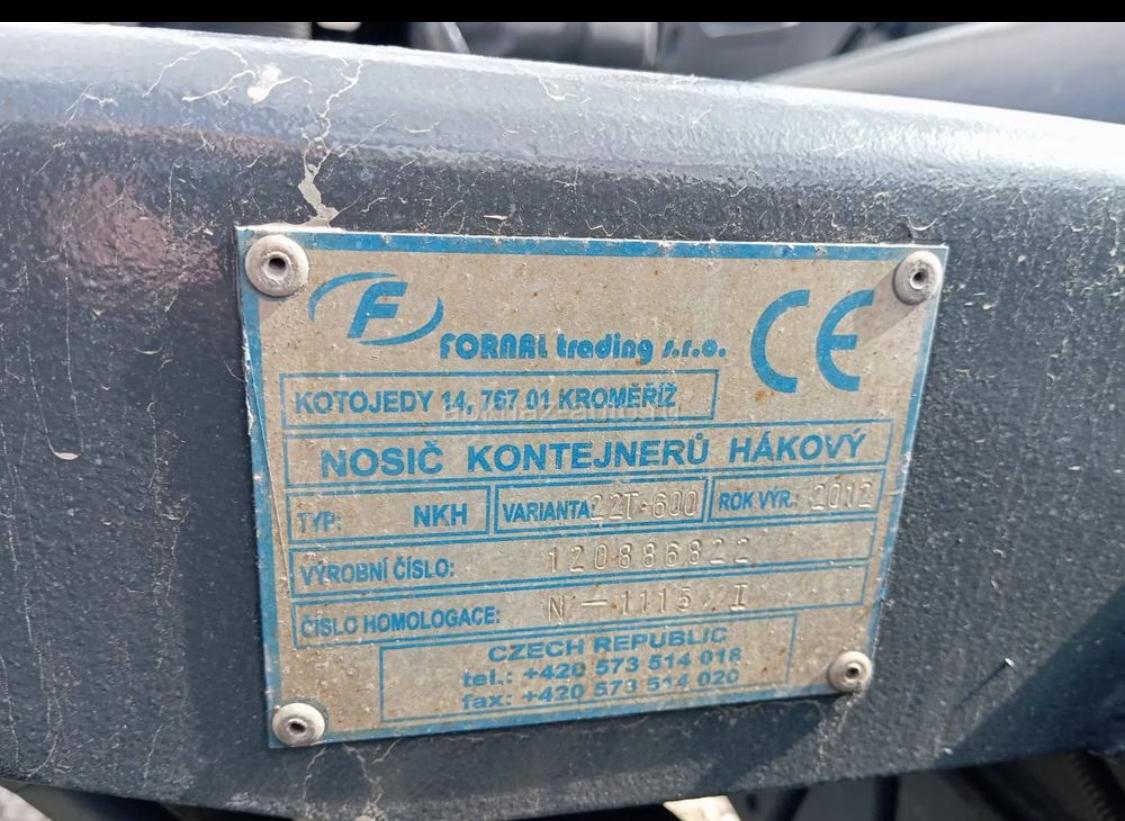 F
FORNAL trading s.r.o.
CE
KOTOJEDY 14, 767 01 KROMĚŘÍŽ
NOSIČ KONTEJNERŮ HÁKOVÝ
TYP: NKH VARIANTA: 22T-600 ROK VÝR.: 2012
VÝROBNÍ ČÍSLO: 120886822
ČÍSLO HOMOLOGACE: N - 1115 I
CZECH REPUBLIC
tel.: +420 573 514 018
fax: +420 573 514 020